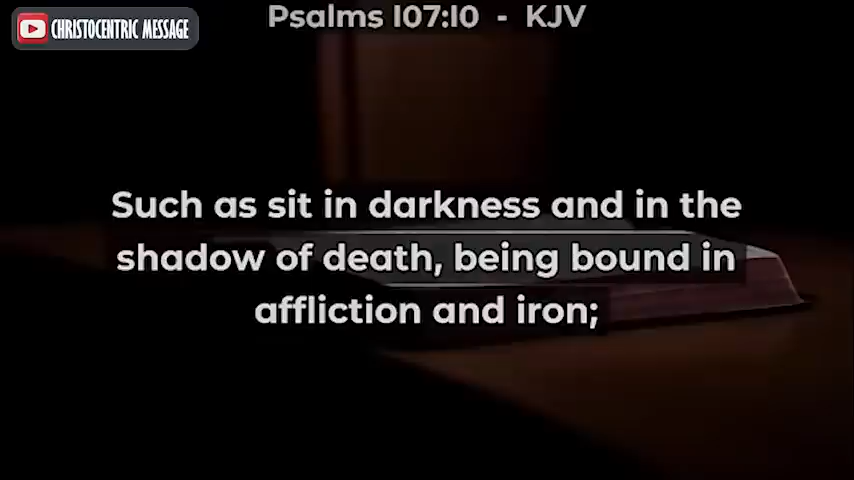 Psalms 107:10 - KJV
CHRISTOCENTRIC MESSAGE
Such as sit in darkness and in the
shadow of death, being bound in
affliction and iron;